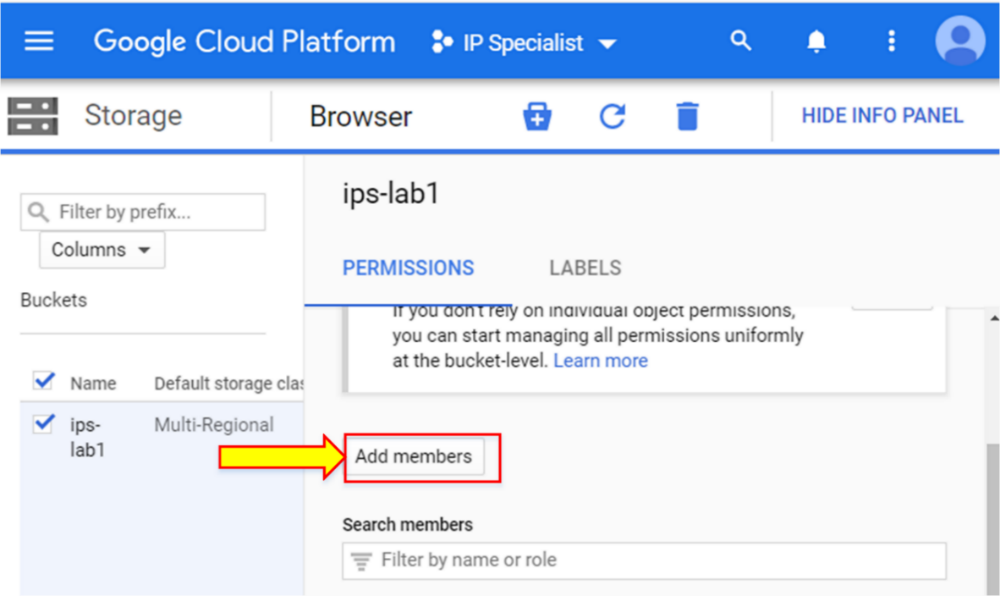 Google Cloud Platform
IP Specialist
Storage
Browser
HIDE INFO PANEL
Filter by prefix...
Columns
Buckets
Name
Default storage clas
ips-
lab1
Multi-Regional
ips-lab1
PERMISSIONS
LABELS
If you don't rely on individual object permissions,
you can start managing all permissions uniformly
at the bucket-level. Learn more
Add members
Search members
Filter by name or role